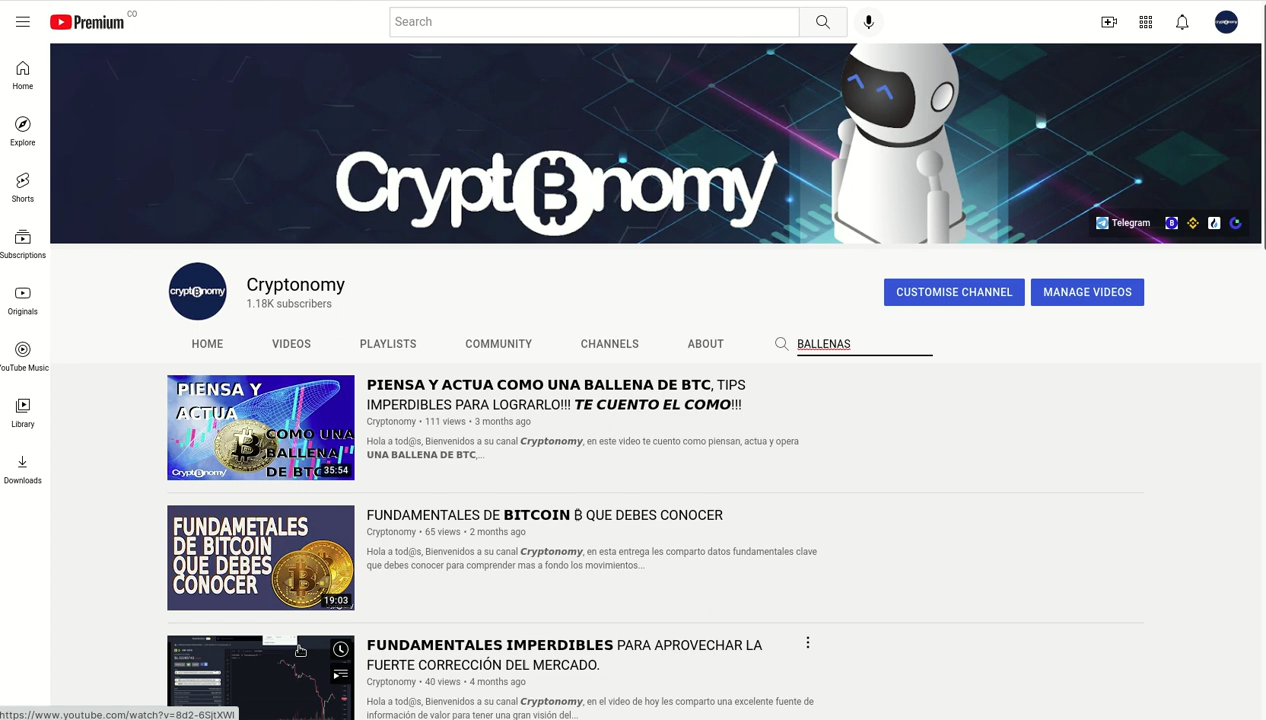 Premium CO
Search
Home
Explore
Shorts
Subscriptions
Originals
YouTube Music
Library
Downloads
Crypt₿nomy
Telegram
crypt₿nomy
Cryptonomy
1.18K subscribers
CUSTOMISE CHANNEL
MANAGE VIDEOS
HOME VIDEOS PLAYLISTS COMMUNITY CHANNELS ABOUT BALLENAS
PIENSA Y
ACTUA
COMO UNA
BALLENA
DE BTC
Crypt₿nomy
35:54
PIENSA Y ACTUA COMO UNA BALLENA DE BTC, TIPS
IMPERDIBLES PARA LOGRARLO!!! TE CUENTO EL COMO!!!
Cryptonomy • 111 views • 3 months ago
Hola a tod@s, Bienvenidos a su canal Cryptonomy, en este video te cuento como piensan, actua y opera
UNA BALLENA DE BTC,...
FUNDAMETALES
DE BITCOIN
QUE DEBES
CONOCER
19:03
FUNDAMENTALES DE BITCOIN ₿ QUE DEBES CONOCER
Cryptonomy • 65 views • 2 months ago
Hola a tod@s, Bienvenidos a su canal Cryptonomy, en esta entrega les comparto datos fundamentales clave
que debes conocer para comprender mas a fondo los movimientos...
FUNDAMENTALES IMPERDIBLES PARA APROVECHAR LA
FUERTE CORRECCIÓN DEL MERCADO.
Cryptonomy • 40 views • 4 months ago
Hola a tod@s, Bienvenidos a su canal Cryptonomy, en el video de hoy les comparto una excelente fuente de
información de valor para tener una gran visión del...
https://www.youtube.com/watch?v=8d2-6SjtXWI